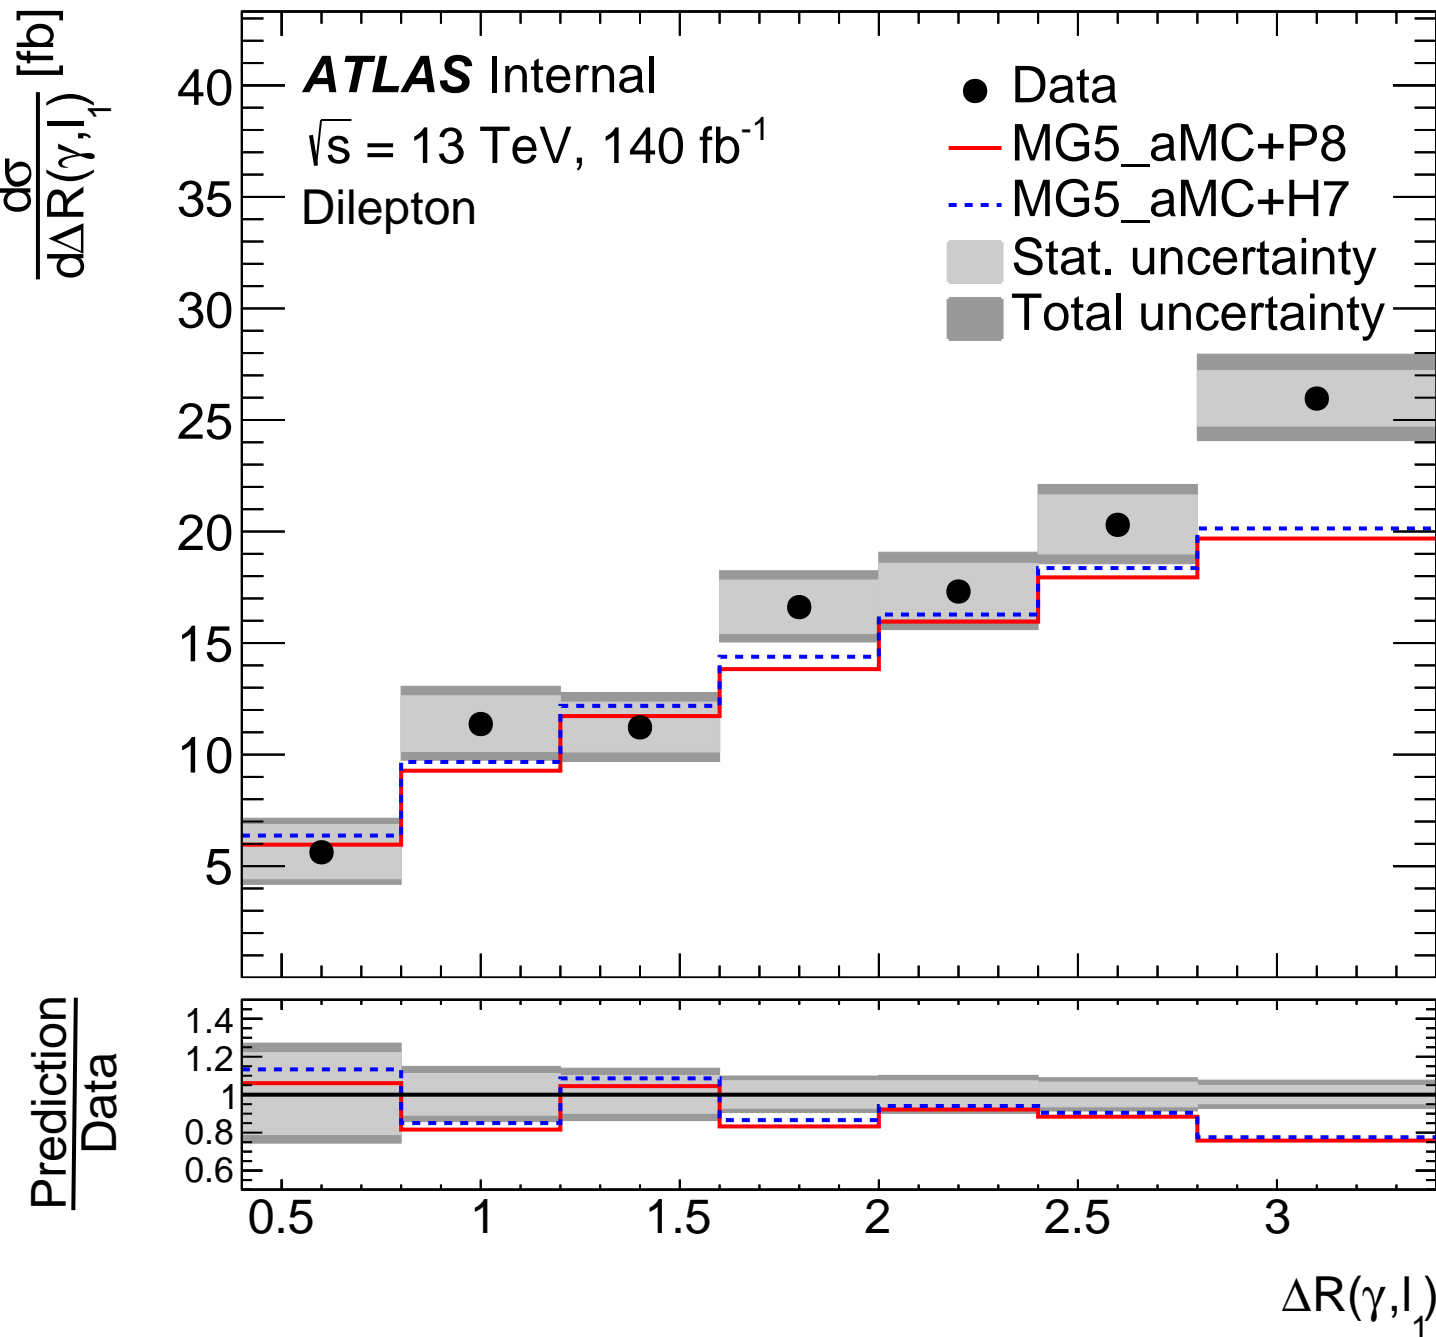 dσ
dΔR(γ,l₁) [fb]
ATLAS Internal
√s = 13 TeV, 140 fb⁻¹
Dilepton
Data
MG5_aMC+P8
MG5_aMC+H7
Stat. uncertainty
Total uncertainty
40
35
30
25
20
15
10
5
Prediction
Data
1.4
1.2
1
0.8
0.6
0.5 1 1.5 2 2.5 3
ΔR(γ,l₁)